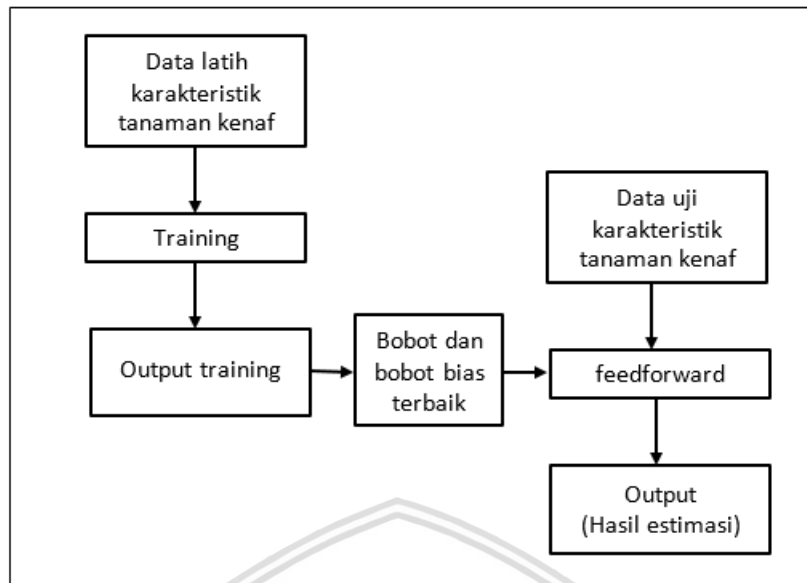 Data latih
karakteristik
tanaman kenaf
Training
Output training
Bobot dan
bobot bias
terbaik
Data uji
karakteristik
tanaman kenaf
feedforward
Output
(Hasil estimasi)